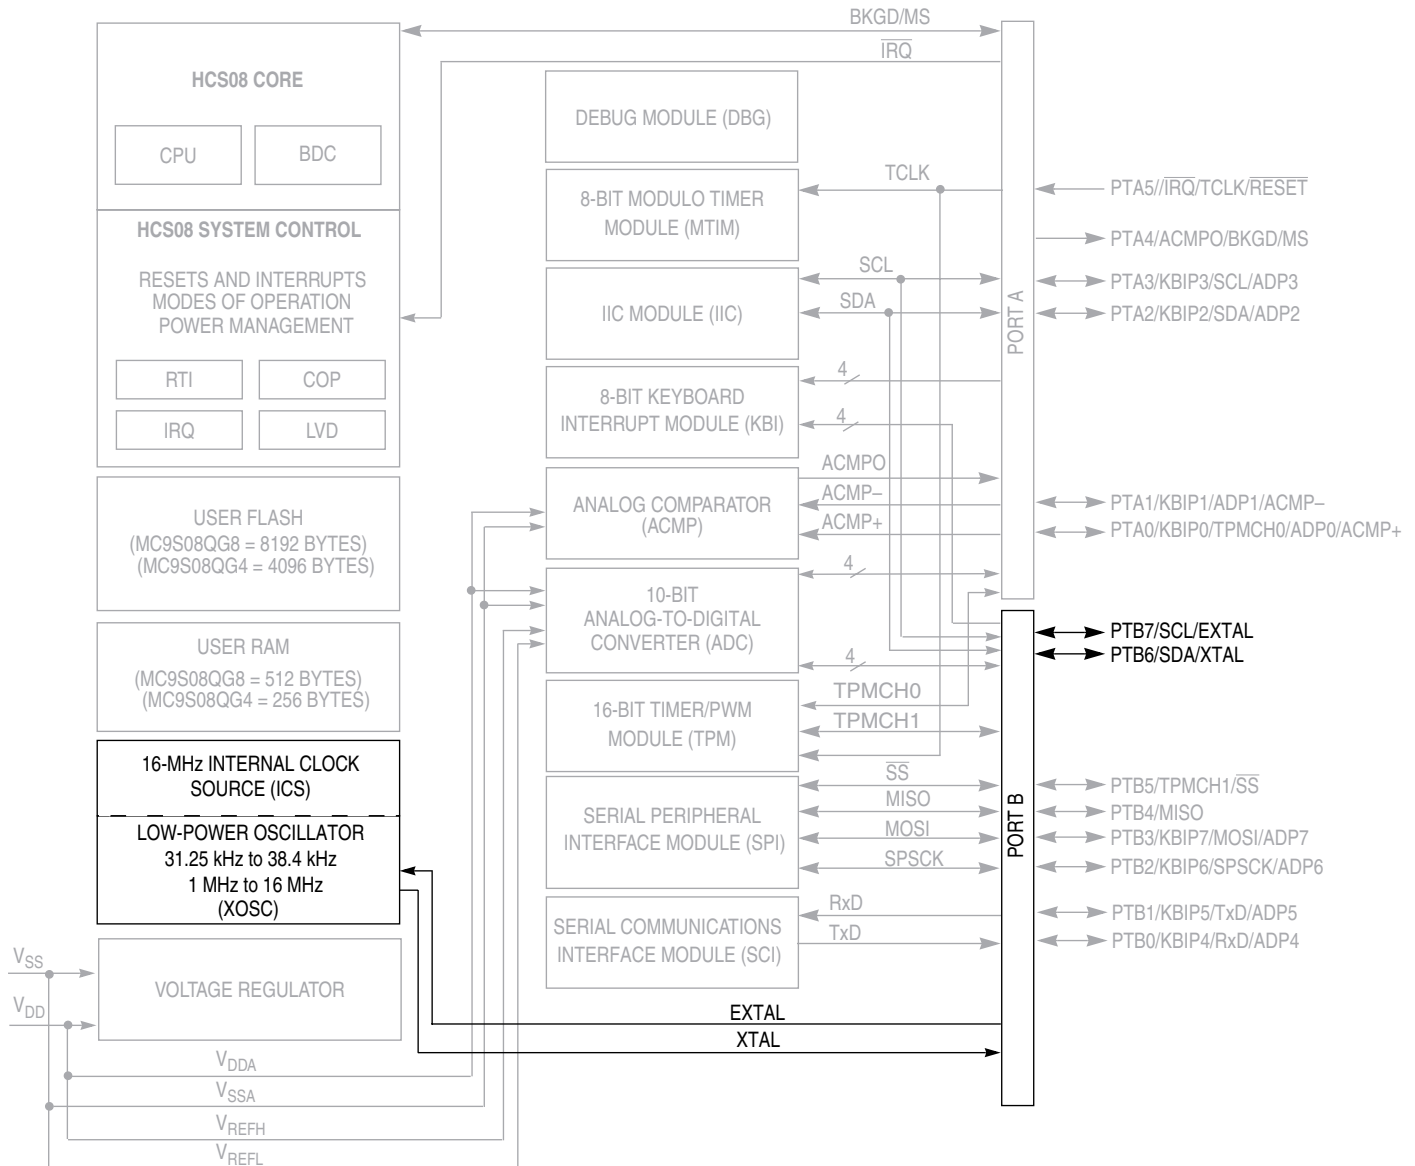 BKGD/MS
IRQ
HCS08 CORE
CPU
BDC
HCS08 SYSTEM CONTROL
RESETS AND INTERRUPTS
MODES OF OPERATION
POWER MANAGEMENT
RTI
COP
IRQ
LVD
USER FLASH
(MC9S08QG8 = 8192 BYTES)
(MC9S08QG4 = 4096 BYTES)
USER RAM
(MC9S08QG8 = 512 BYTES)
(MC9S08QG4 = 256 BYTES)
16-MHz INTERNAL CLOCK
SOURCE (ICS)
LOW-POWER OSCILLATOR
31.25 kHz to 38.4 kHz
1 MHz to 16 MHz
(XOSC)
VSS
VDD
VOLTAGE REGULATOR
VDDA
VSSA
VREFH
VREFL
DEBUG MODULE (DBG)
8-BIT MODULO TIMER
MODULE (MTIM)
TCLK
IIC MODULE (IIC)
SCL
SDA
8-BIT KEYBOARD
INTERRUPT MODULE (KBI)
4
4
ANALOG COMPARATOR
(ACMP)
ACMPO
ACMP–
ACMP+
10-BIT
ANALOG-TO-DIGITAL
CONVERTER (ADC)
4
4
16-BIT TIMER/PWM
MODULE (TPM)
TPMCH0
TPMCH1
SERIAL PERIPHERAL
INTERFACE MODULE (SPI)
SS
MISO
MOSI
SPSCK
SERIAL COMMUNICATIONS
INTERFACE MODULE (SCI)
RxD
TxD
EXTAL
XTAL
PORT A
PORT B
PTA5//IRQ/TCLK/RESET
PTA4/ACMPO/BKGD/MS
PTA3/KBIP3/SCL/ADP3
PTA2/KBIP2/SDA/ADP2
PTA1/KBIP1/ADP1/ACMP–
PTA0/KBIP0/TPMCH0/ADP0/ACMP+
PTB7/SCL/EXTAL
PTB6/SDA/XTAL
PTB5/TPMCH1/SS
PTB4/MISO
PTB3/KBIP7/MOSI/ADP7
PTB2/KBIP6/SPSCK/ADP6
PTB1/KBIP5/TxD/ADP5
PTB0/KBIP4/RxD/ADP4